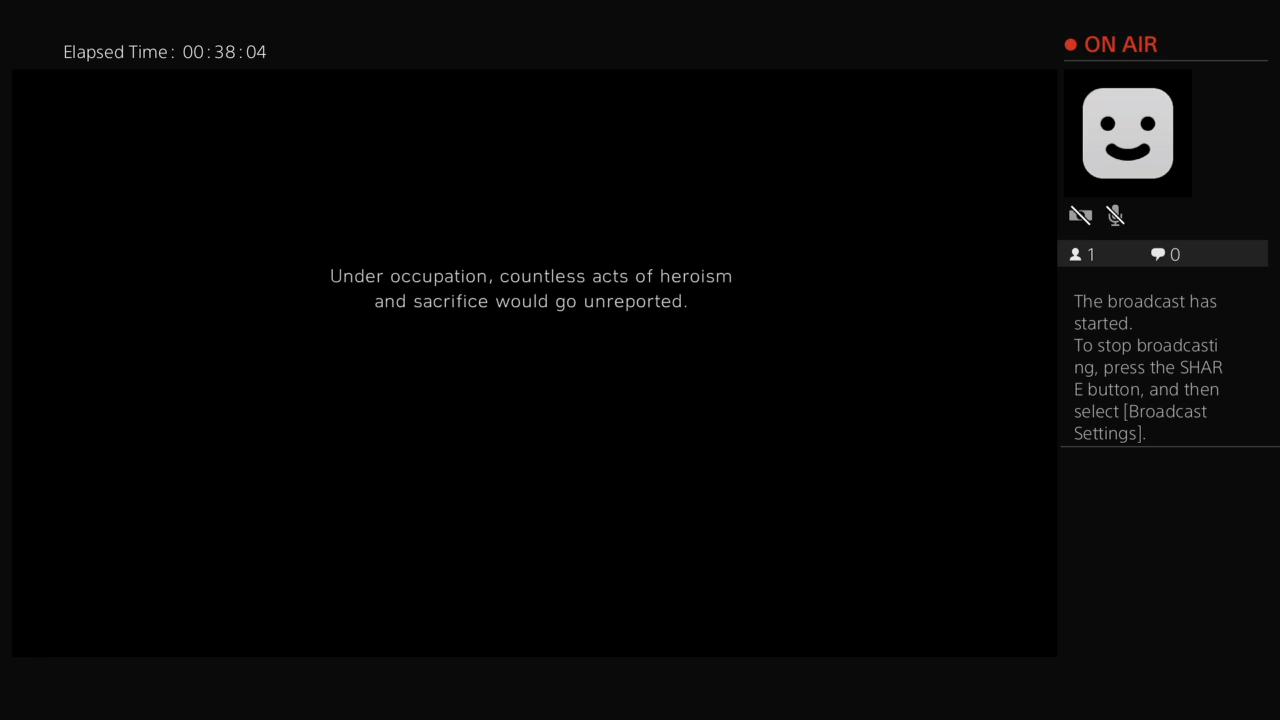 Elapsed Time: 00:38:04
ON AIR
1
0
Under occupation, countless acts of heroism
and sacrifice would go unreported.
The broadcast has
started.
To stop broadcasti
ng, press the SHAR
E button, and then
select [Broadcast
Settings].